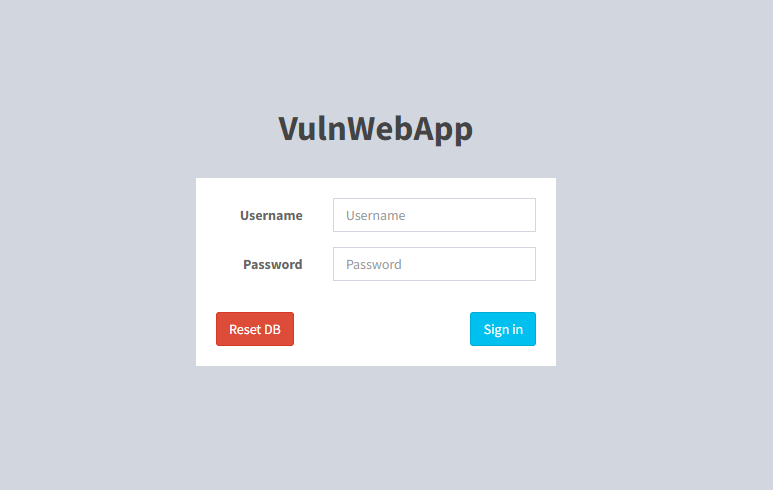 VulnWebApp
Username Username
Password Password
Reset DB Sign in